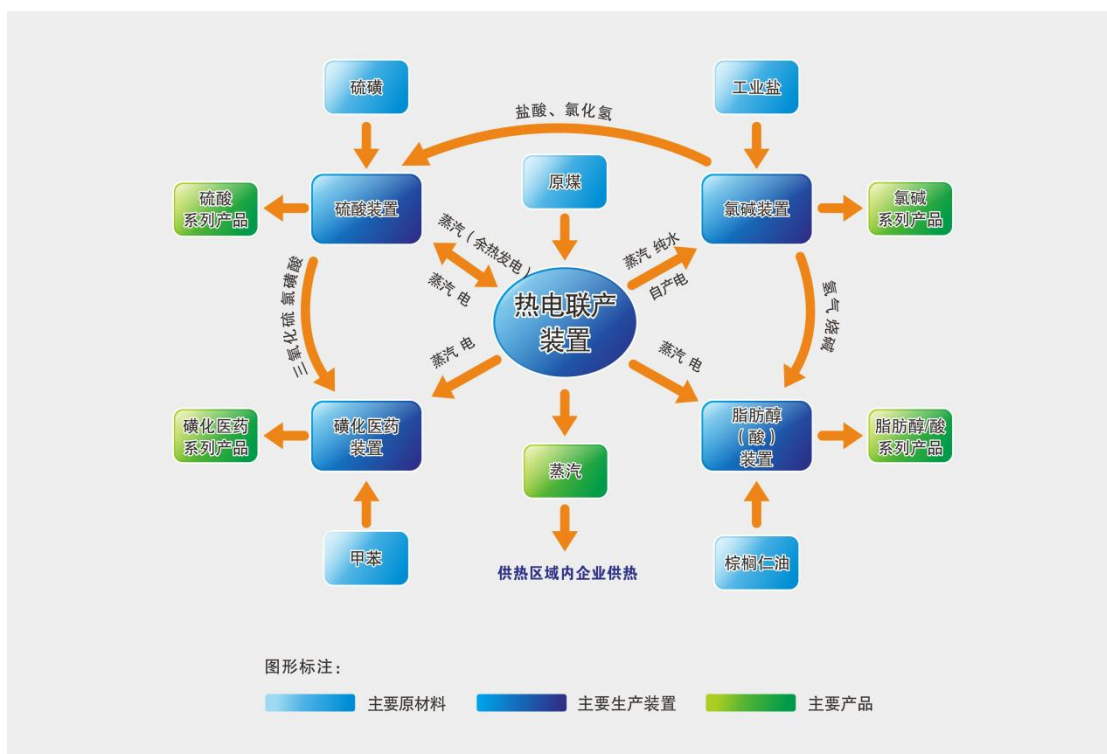 硫磺
工业盐
盐酸、氯化氢
原煤
硫酸
系列产品
硫酸装置
氯碱装置
氯碱
系列产品
蒸汽（余热发电）
蒸汽 电
蒸汽 纯水
自产电
热电联产
装置
三氧化硫 氯磺酸
氢气 烧碱
蒸汽 电
蒸汽 电
磺化医药
系列产品
磺化医药
装置
蒸汽
脂肪醇
（酸）
装置
脂肪醇/酸
系列产品
甲苯
供热区域内企业供热
棕榈仁油
图形标注：
主要原材料
主要生产装置
主要产品